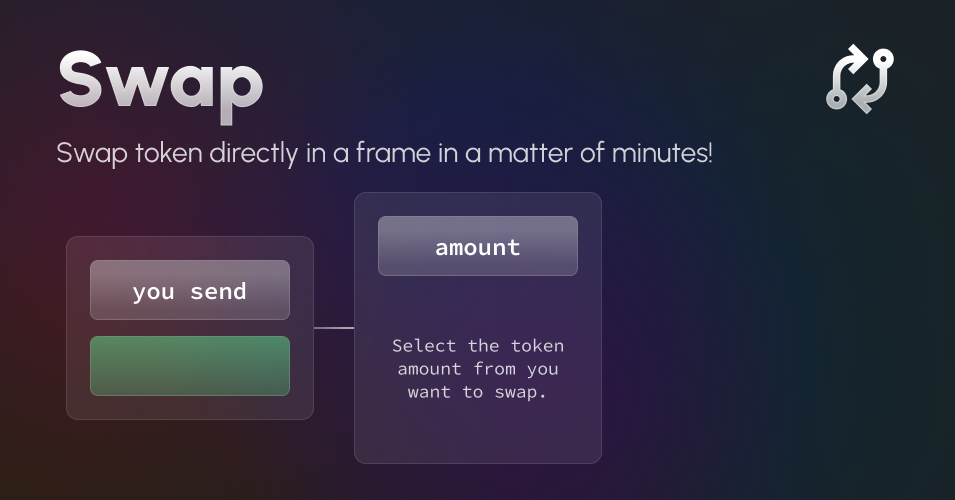 Swap
Swap token directly in a frame in a matter of minutes!
you send
amount
Select the token
amount from you
want to swap.